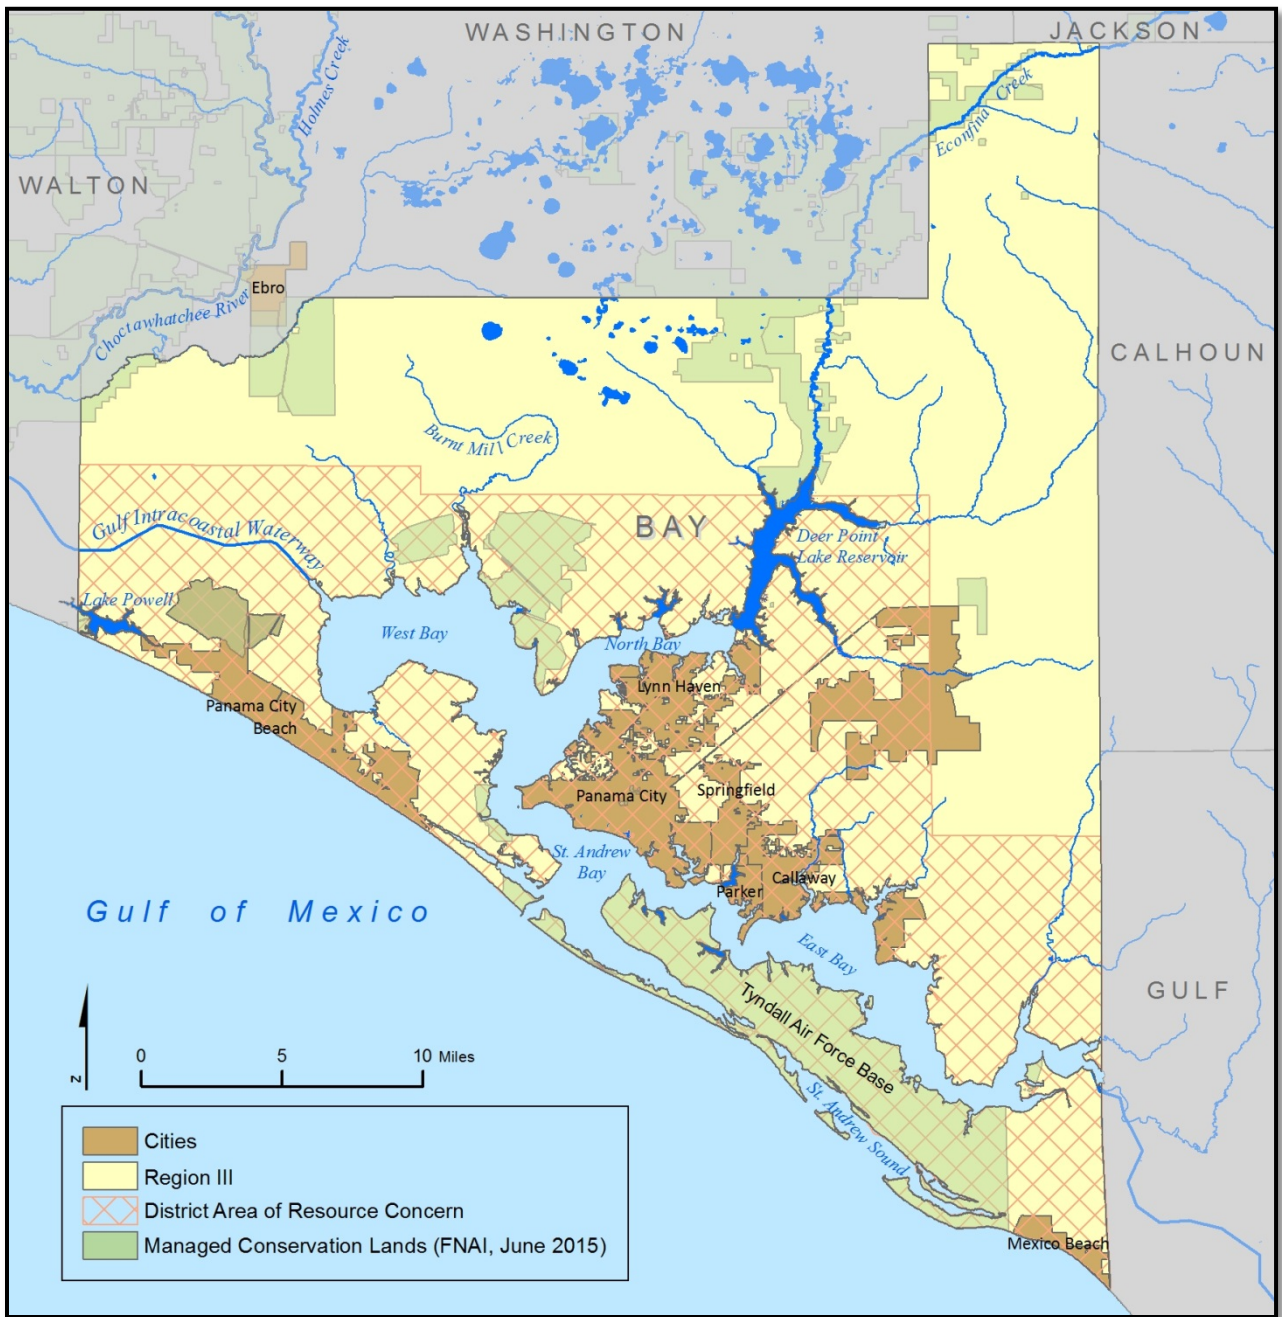 WASHINGTON
JACKSON
Holmes Creek
Econfina Creek
WALTON
Ebro
Choctawhatchee River
CALHOUN
Burnt Mill Creek
BAY
Gulf Intracoastal Waterway
Deer Point
Lake Reservoir
Lake Powell
West Bay
North Bay
Lynn Haven
Panama City
Beach
Panama City
Springfield
St. Andrew
Bay
Callaway
Parker
Gulf of Mexico
East Bay
GULF
Tyndall Air Force Base
St. Andrew Sound
Mexico Beach
N
0 5 10 Miles
Cities
Region III
District Area of Resource Concern
Managed Conservation Lands (FNAI, June 2015)